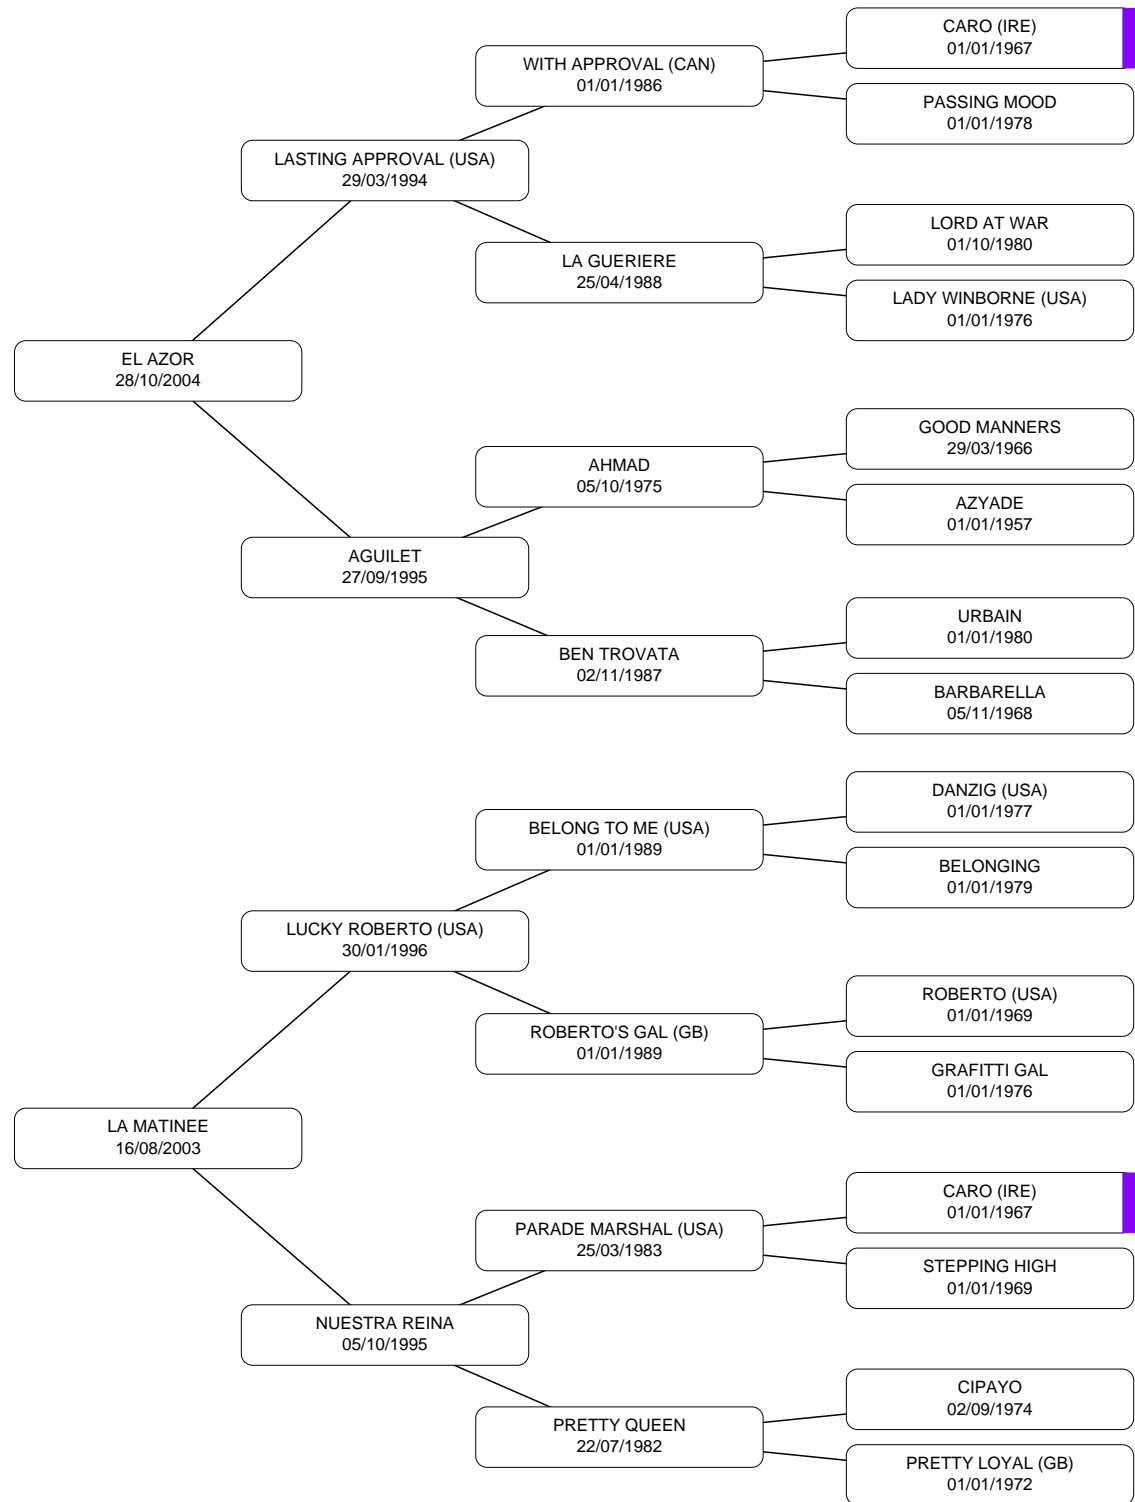 CARO (IRE)
01/01/1967
WITH APPROVAL (CAN)
01/01/1986
PASSING MOOD
01/01/1978
LASTING APPROVAL (USA)
29/03/1994
LORD AT WAR
01/10/1980
LA GUERIERE
25/04/1988
LADY WINBORNE (USA)
01/01/1976
EL AZOR
28/10/2004
GOOD MANNERS
29/03/1966
AHMAD
05/10/1975
AZYADE
01/01/1957
AGUILET
27/09/1995
URBAIN
01/01/1980
BEN TROVATA
02/11/1987
BARBARELLA
05/11/1968
DANZIG (USA)
01/01/1977
BELONG TO ME (USA)
01/01/1989
BELONGING
01/01/1979
LUCKY ROBERTO (USA)
30/01/1996
ROBERTO (USA)
01/01/1969
ROBERTO'S GAL (GB)
01/01/1989
GRAFITTI GAL
01/01/1976
LA MATINEE
16/08/2003
CARO (IRE)
01/01/1967
PARADE MARSHAL (USA)
25/03/1983
STEPPING HIGH
01/01/1969
NUESTRA REINA
05/10/1995
CIPAYO
02/09/1974
PRETTY QUEEN
22/07/1982
PRETTY LOYAL (GB)
01/01/1972